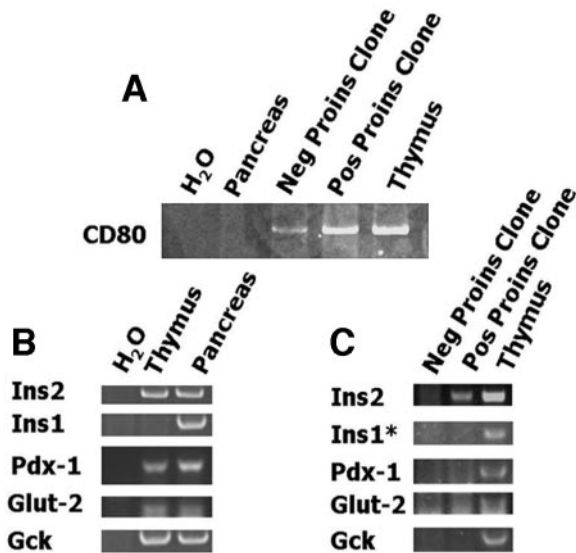 A
H₂O
Pancreas
Neg Proins Clone
Pos Proins Clone
Thymus
CD80
B
H₂O
Thymus
Pancreas
Ins2
Ins1
Pdx-1
Glut-2
Gck
C
Neg Proins Clone
Pos Proins Clone
Thymus
Ins2
Ins1*
Pdx-1
Glut-2
Gck